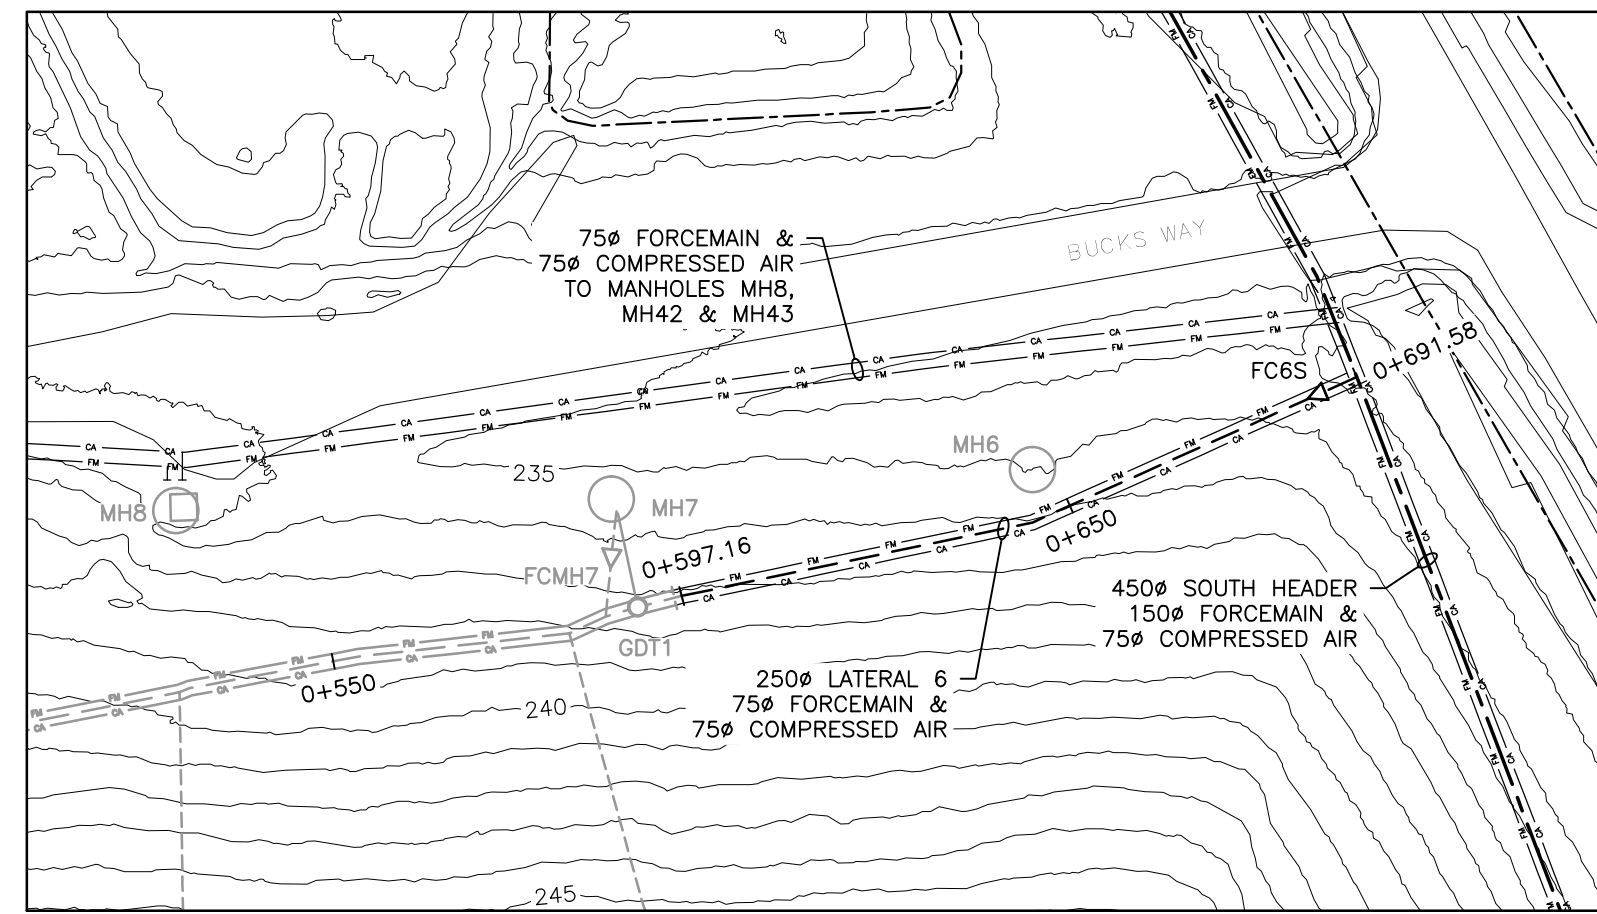 BUCKS WAY
75ø FORCEMAIN &
75ø COMPRESSED AIR
TO MANHOLES MH8,
MH42 & MH43
0+691.58
FC6S
MH6
235
MH8
MH7
0+650
0+597.16
FCMH7
450ø SOUTH HEADER
150ø FORCEMAIN &
75ø COMPRESSED AIR
GDT1
0+550
250ø LATERAL 6
75ø FORCEMAIN &
75ø COMPRESSED AIR
240
245
CA
FM